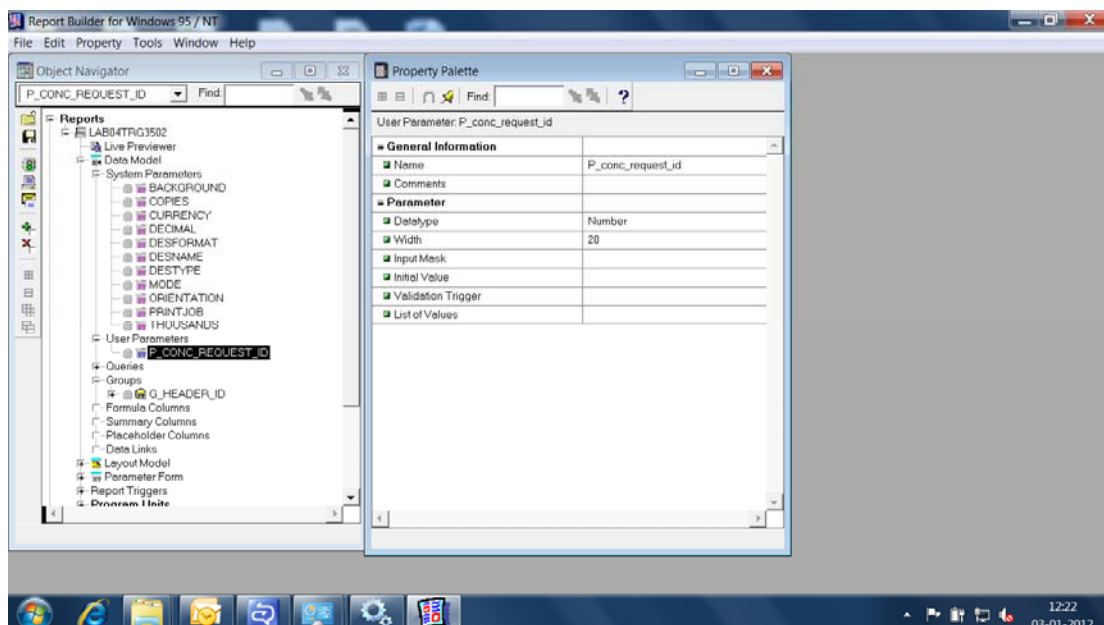 Report Builder for Windows 95 / NT
File Edit Property Tools Window Help
Object Navigator
P_CONC_REQUEST_ID Find:
Reports
LAB04TRG3502
Live Previewer
Data Model
System Parameters
BACKGROUND
COPIES
CURRENCY
DECIMAL
DESFORMAT
DESNAME
DESTYPE
MODE
ORIENTATION
PRINTJOB
THOUSANDS
User Parameters
P_CONC_REQUEST_ID
Queries
Groups
G_HEADER_ID
Formula Columns
Summary Columns
Placeholder Columns
Data Links
Layout Model
Parameter Form
Report Triggers
Program Units
Property Palette
Find: ?
User Parameter: P_conc_request_id
General Information
Name P_conc_request_id
Comments
Parameter
Datatype Number
Width 20
Input Mask
Initial Value
Validation Trigger
List of Values
12:22
03-01-2012